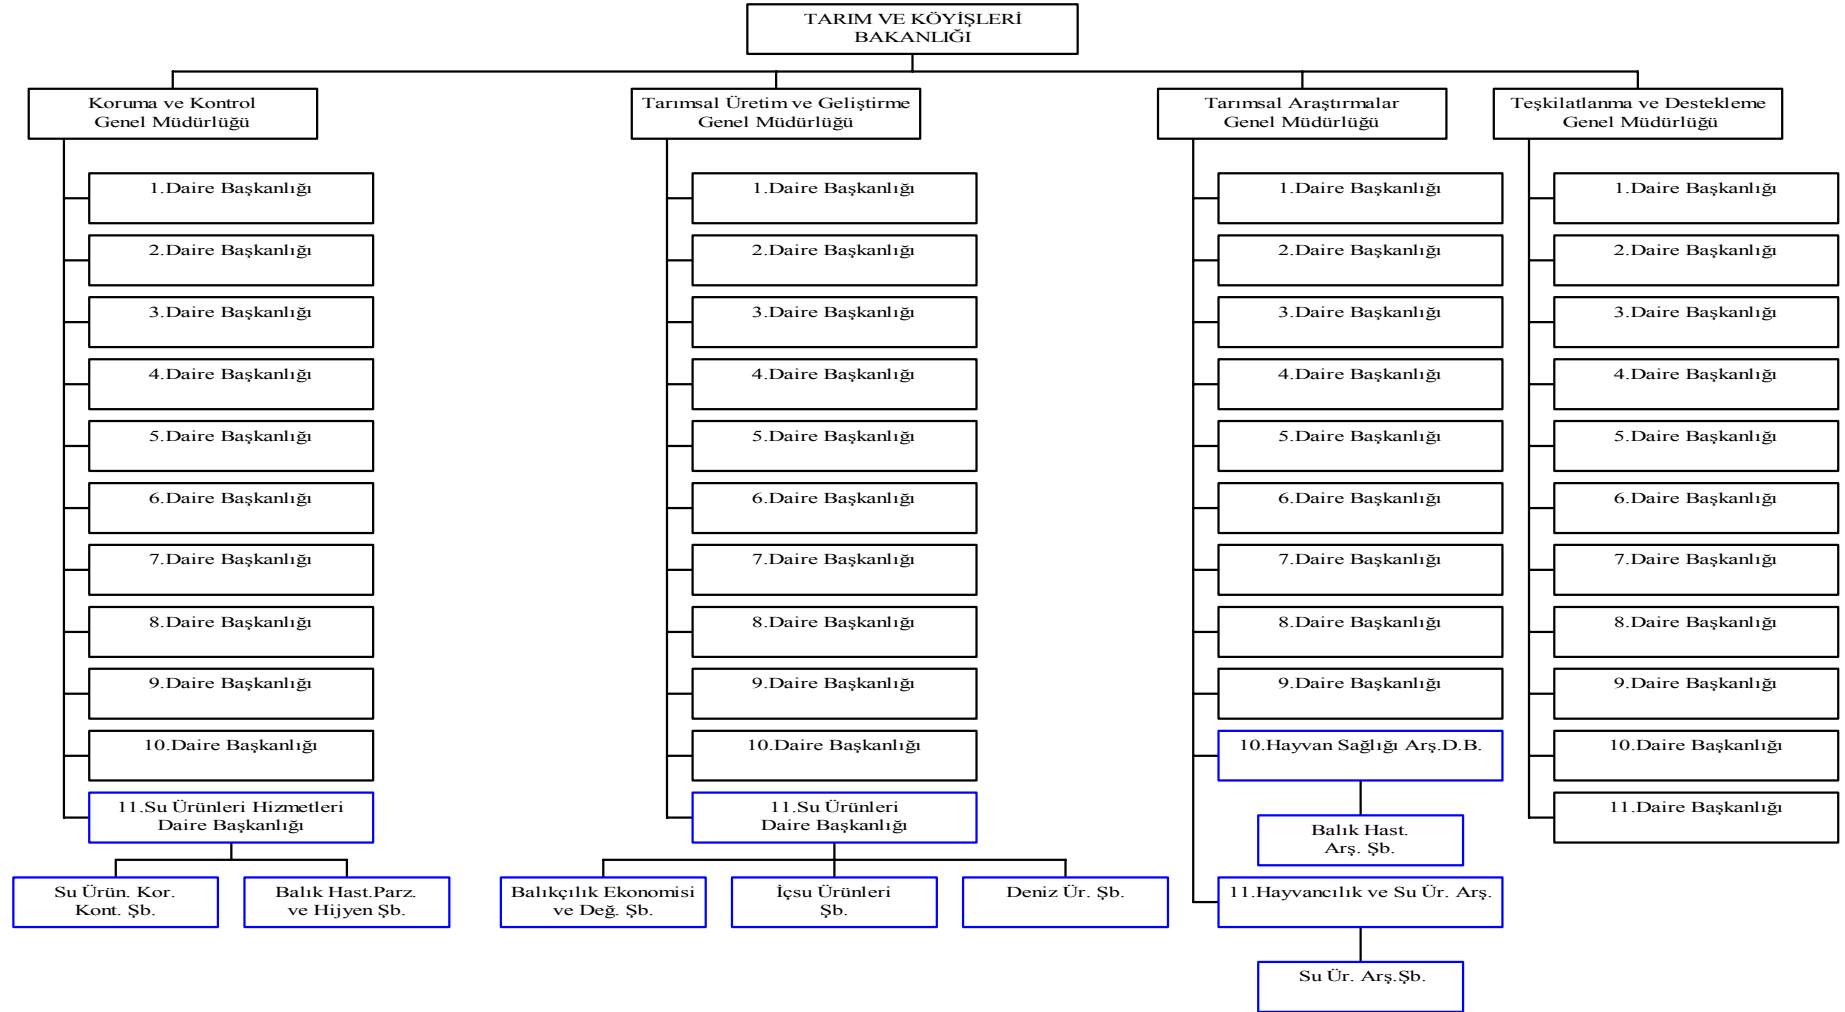 TARIM VE KÖYİŞLERİ
BAKANLIĞI
Koruma ve Kontrol
Genel Müdürlüğü
1.Daire Başkanlığı
2.Daire Başkanlığı
3.Daire Başkanlığı
4.Daire Başkanlığı
5.Daire Başkanlığı
6.Daire Başkanlığı
7.Daire Başkanlığı
8.Daire Başkanlığı
9.Daire Başkanlığı
10.Daire Başkanlığı
11.Su Ürünleri Hizmetleri
Daire Başkanlığı
Su Ürün. Kor.
Kont. Şb.
Balık Hast.Parz.
ve Hijyen Şb.
Tarımsal Üretim ve Geliştirme
Genel Müdürlüğü
1.Daire Başkanlığı
2.Daire Başkanlığı
3.Daire Başkanlığı
4.Daire Başkanlığı
5.Daire Başkanlığı
6.Daire Başkanlığı
7.Daire Başkanlığı
8.Daire Başkanlığı
9.Daire Başkanlığı
10.Daire Başkanlığı
11.Su Ürünleri
Daire Başkanlığı
Balıkçılık Ekonomisi
ve Değ. Şb.
İçsu Ürünleri
Şb.
Deniz Ür. Şb.
Tarımsal Araştırmalar
Genel Müdürlüğü
1.Daire Başkanlığı
2.Daire Başkanlığı
3.Daire Başkanlığı
4.Daire Başkanlığı
5.Daire Başkanlığı
6.Daire Başkanlığı
7.Daire Başkanlığı
8.Daire Başkanlığı
9.Daire Başkanlığı
10.Hayvan Sağlığı Arş.D.B.
Balık Hast.
Arş. Şb.
11.Hayvancılık ve Su Ür. Arş.
Su Ür. Arş.Şb.
Teşkilatlanma ve Destekleme
Genel Müdürlüğü
1.Daire Başkanlığı
2.Daire Başkanlığı
3.Daire Başkanlığı
4.Daire Başkanlığı
5.Daire Başkanlığı
6.Daire Başkanlığı
7.Daire Başkanlığı
8.Daire Başkanlığı
9.Daire Başkanlığı
10.Daire Başkanlığı
11.Daire Başkanlığı